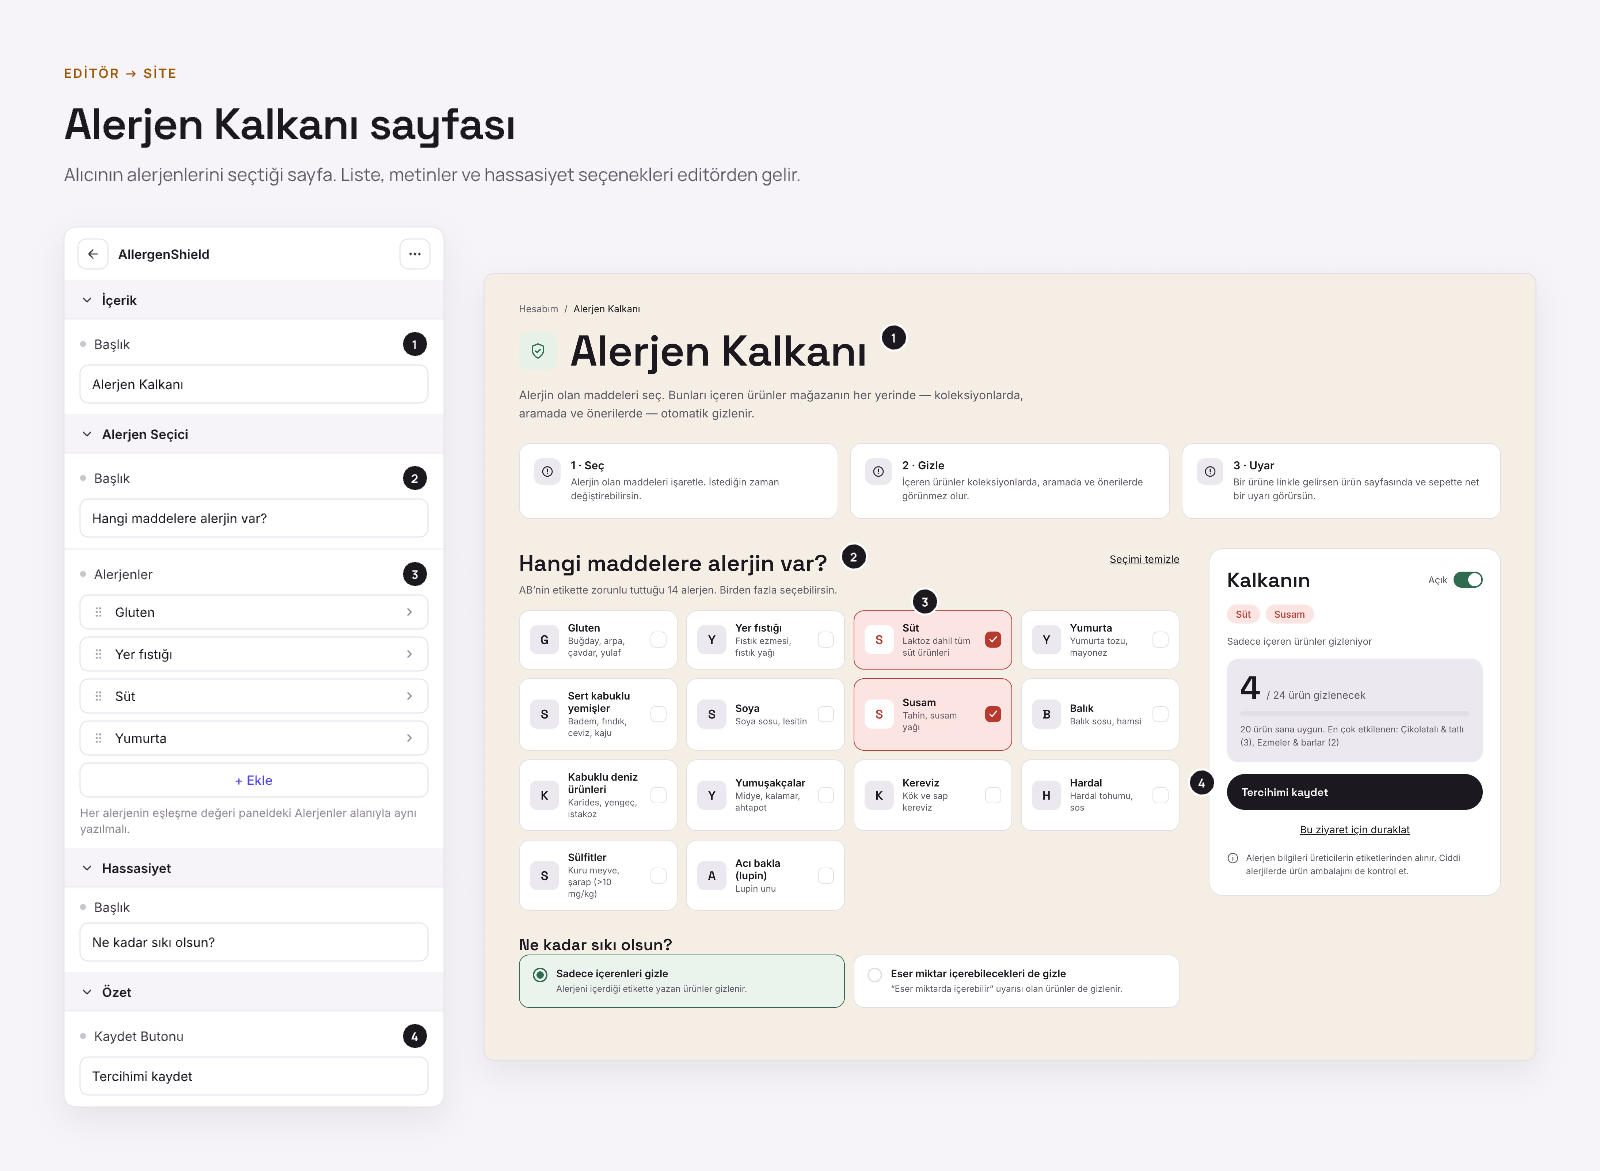 EDİTÖR → SİTE
Alerjen Kalkanı sayfası
Alıcının alerjenlerini seçtiği sayfa. Liste, metinler ve hassasiyet seçenekleri editörden gelir.
AllergenShield
İçerik
Başlık
1
Alerjen Kalkanı
Alerjen Seçici
Başlık
2
Hangi maddelere alerjin var?
Alerjenler
3
Gluten
Yer fıstığı
Süt
Yumurta
+ Ekle
Her alerjenin eşleşme değeri paneldeki Alerjenler alanıyla aynı
yazılmalı.
Hassasiyet
Başlık
Ne kadar sıkı olsun?
Özet
Kaydet Butonu
4
Tercihimi kaydet
Hesabım / Alerjen Kalkanı
Alerjen Kalkanı
1
Alerjin olan maddeleri seç. Bunları içeren ürünler mağazanın her yerinde — koleksiyonlarda,
aramada ve önerilerde — otomatik gizlenir.
1 · Seç
Alerjin olan maddeleri işaretle. İstediğin zaman
değiştirebilirsin.
2 · Gizle
İçeren ürünler koleksiyonlarda, aramada ve önerilerde
görünmez olur.
3 · Uyar
Bir ürüne linkle gelirsen ürün sayfasında ve sepette net
bir uyarı görürsün.
Hangi maddelere alerjin var?
2
Seçimi temizle
AB'nin etikette zorunlu tuttuğu 14 alerjen. Birden fazla seçebilirsin.
3
G
Gluten
Buğday, arpa,
çavdar, yulaf
Y
Yer fıstığı
Fıstık ezmesi,
fıstık yağı
S
Süt
Laktoz dahil tüm
süt ürünleri
Y
Yumurta
Yumurta tozu,
mayonez
S
Sert kabuklu
yemişler
Badem, fındık,
ceviz, kaju
S
Soya
Soya sosu, lesitin
S
Susam
Tahin, susam
yağı
B
Balık
Balık sosu, hamsi
K
Kabuklu deniz
ürünleri
Karides, yengeç,
istakoz
Y
Yumuşakçalar
Midye, kalamar,
ahtapot
K
Kereviz
Kök ve sap
kereviz
H
Hardal
Hardal tohumu,
sos
S
Sülfitler
Kuru meyve,
şarap (>10
mg/kg)
A
Acı bakla
(lupin)
Lupin unu
Ne kadar sıkı olsun?
Sadece içerenleri gizle
Alerjeni içerdiği etikette yazan ürünler gizlenir.
Eser miktar içerebilecekleri de gizle
"Eser miktarda içerebilir" uyarısı olan ürünler de gizlenir.
Kalkanın
Açık
Süt
Susam
Sadece içeren ürünler gizleniyor
4 / 24 ürün gizlenecek
20 ürün sana uygun. En çok etkilenen: Çikolatalı & tatlı
(3), Ezmeler & barlar (2)
4
Tercihimi kaydet
Bu ziyaret için duraklat
Alerjen bilgileri üreticilerin etiketlerinden alınır. Ciddi
alerjilerde ürün ambalajını de kontrol et.